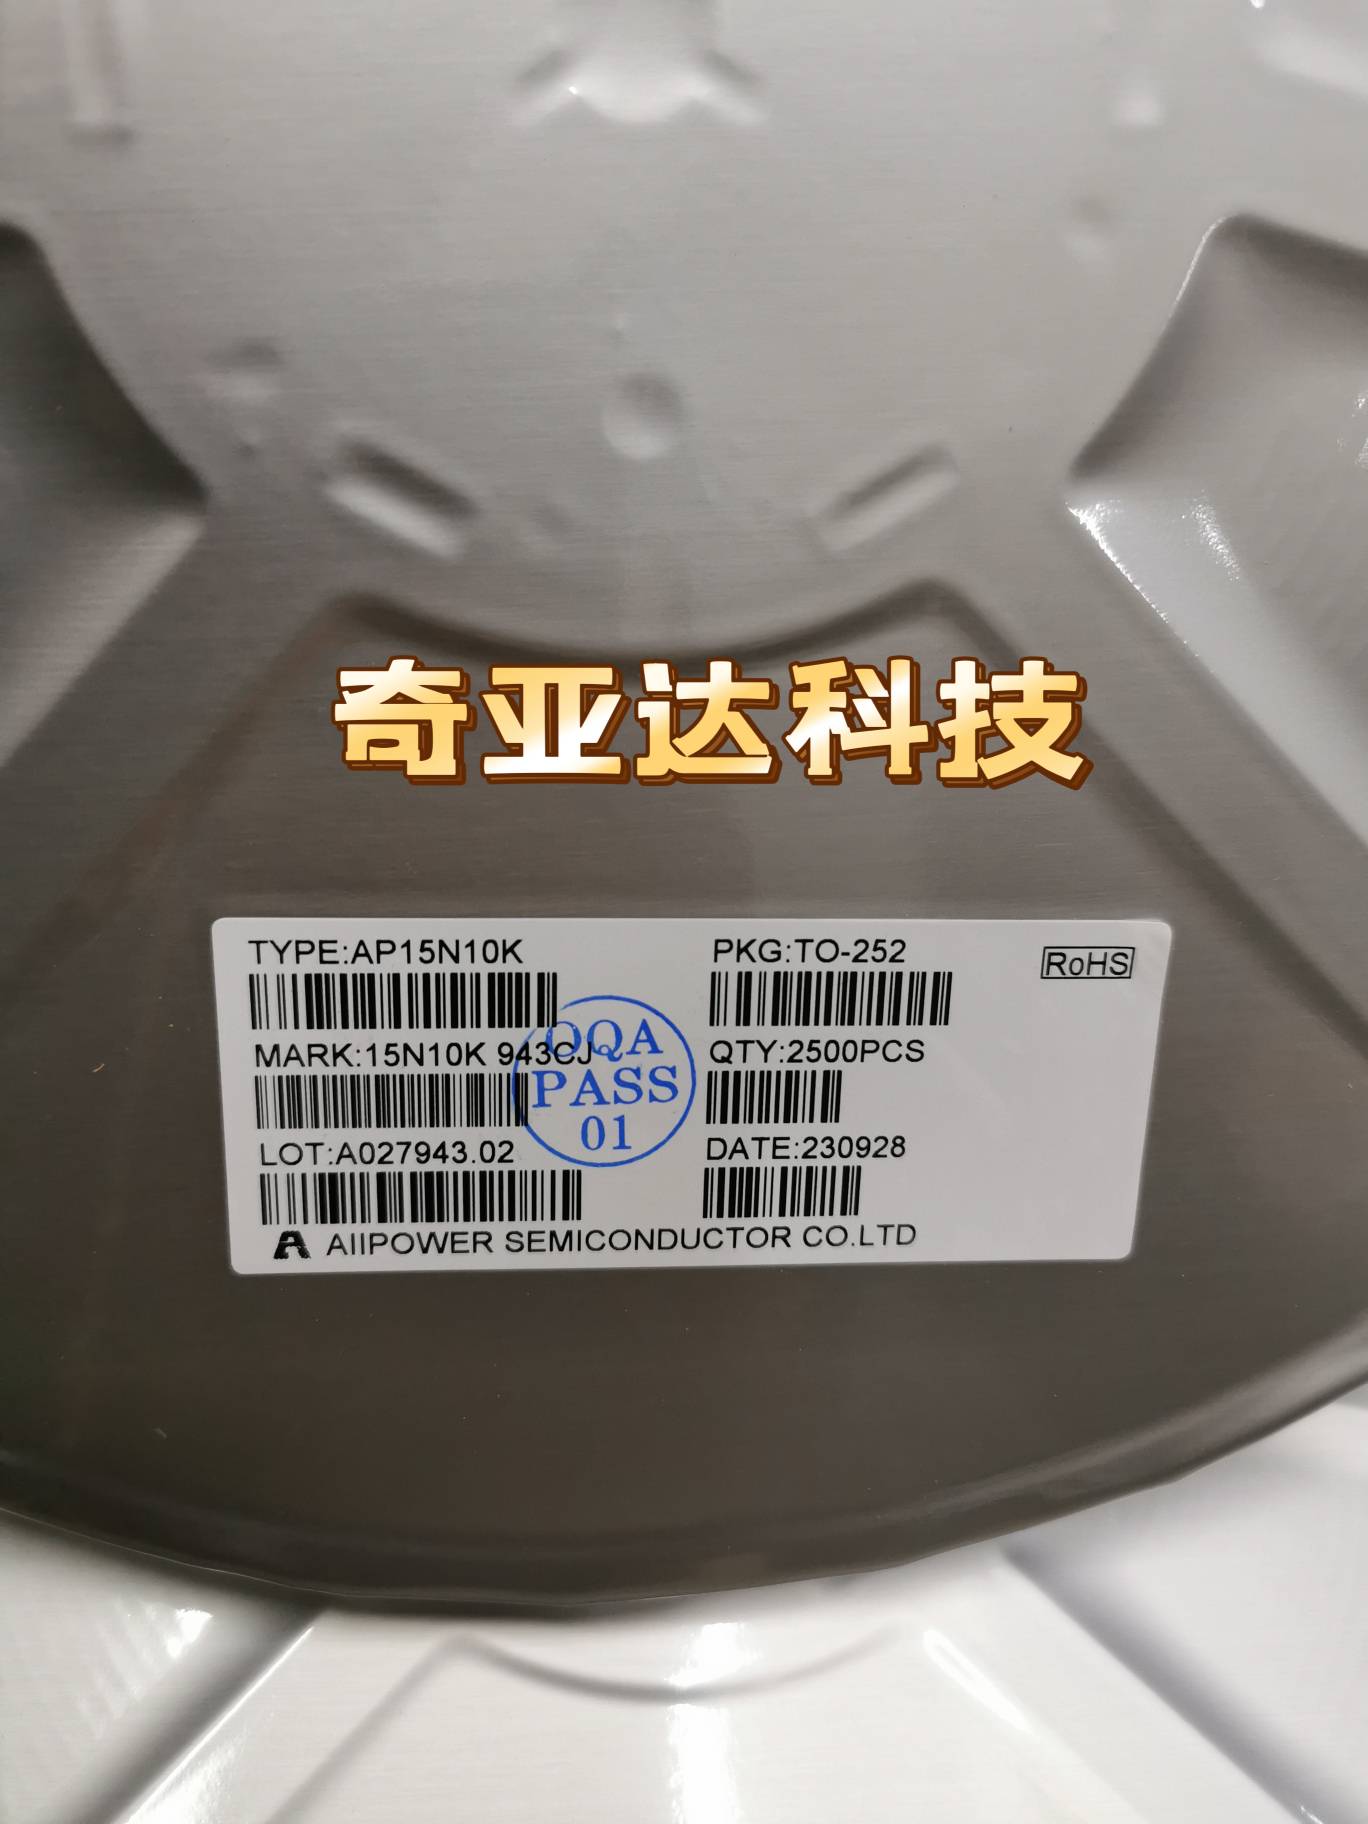 奇亚达科技
TYPE:AP15N10K
PKG:TO-252
RoHS
MARK:15N10K 943CJ
QTY:2500PCS
OQA
PASS
01
LOT:A027943.02
DATE:230928
AIIPOWER SEMICONDUCTOR CO.LTD